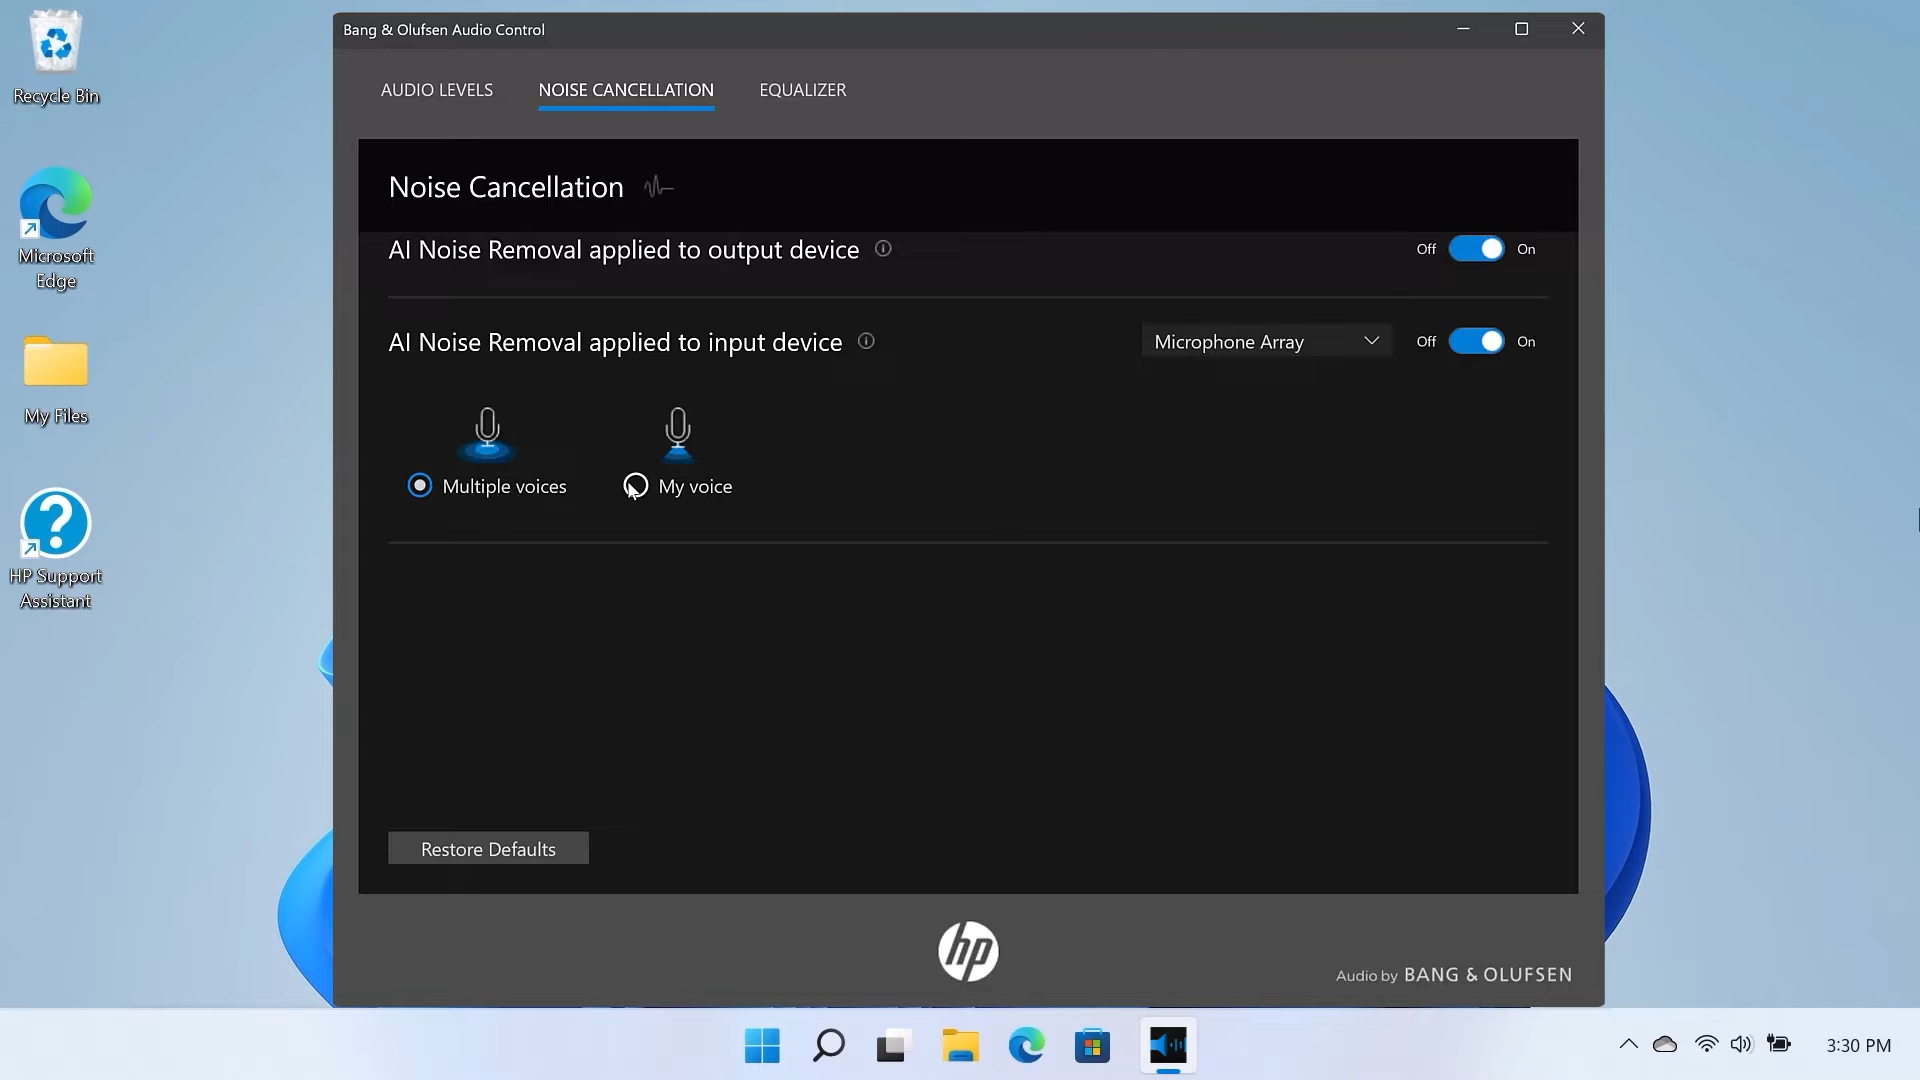 Bang & Olufsen Audio Control
AUDIO LEVELS
NOISE CANCELLATION
EQUALIZER
Noise Cancellation
AI Noise Removal applied to output device
Off
On
AI Noise Removal applied to input device
Microphone Array
Off
On
Multiple voices
My voice
Restore Defaults
hp
Audio by BANG & OLUFSEN
Recycle Bin
Microsoft
Edge
My Files
?
HP Support
Assistant
3:30 PM